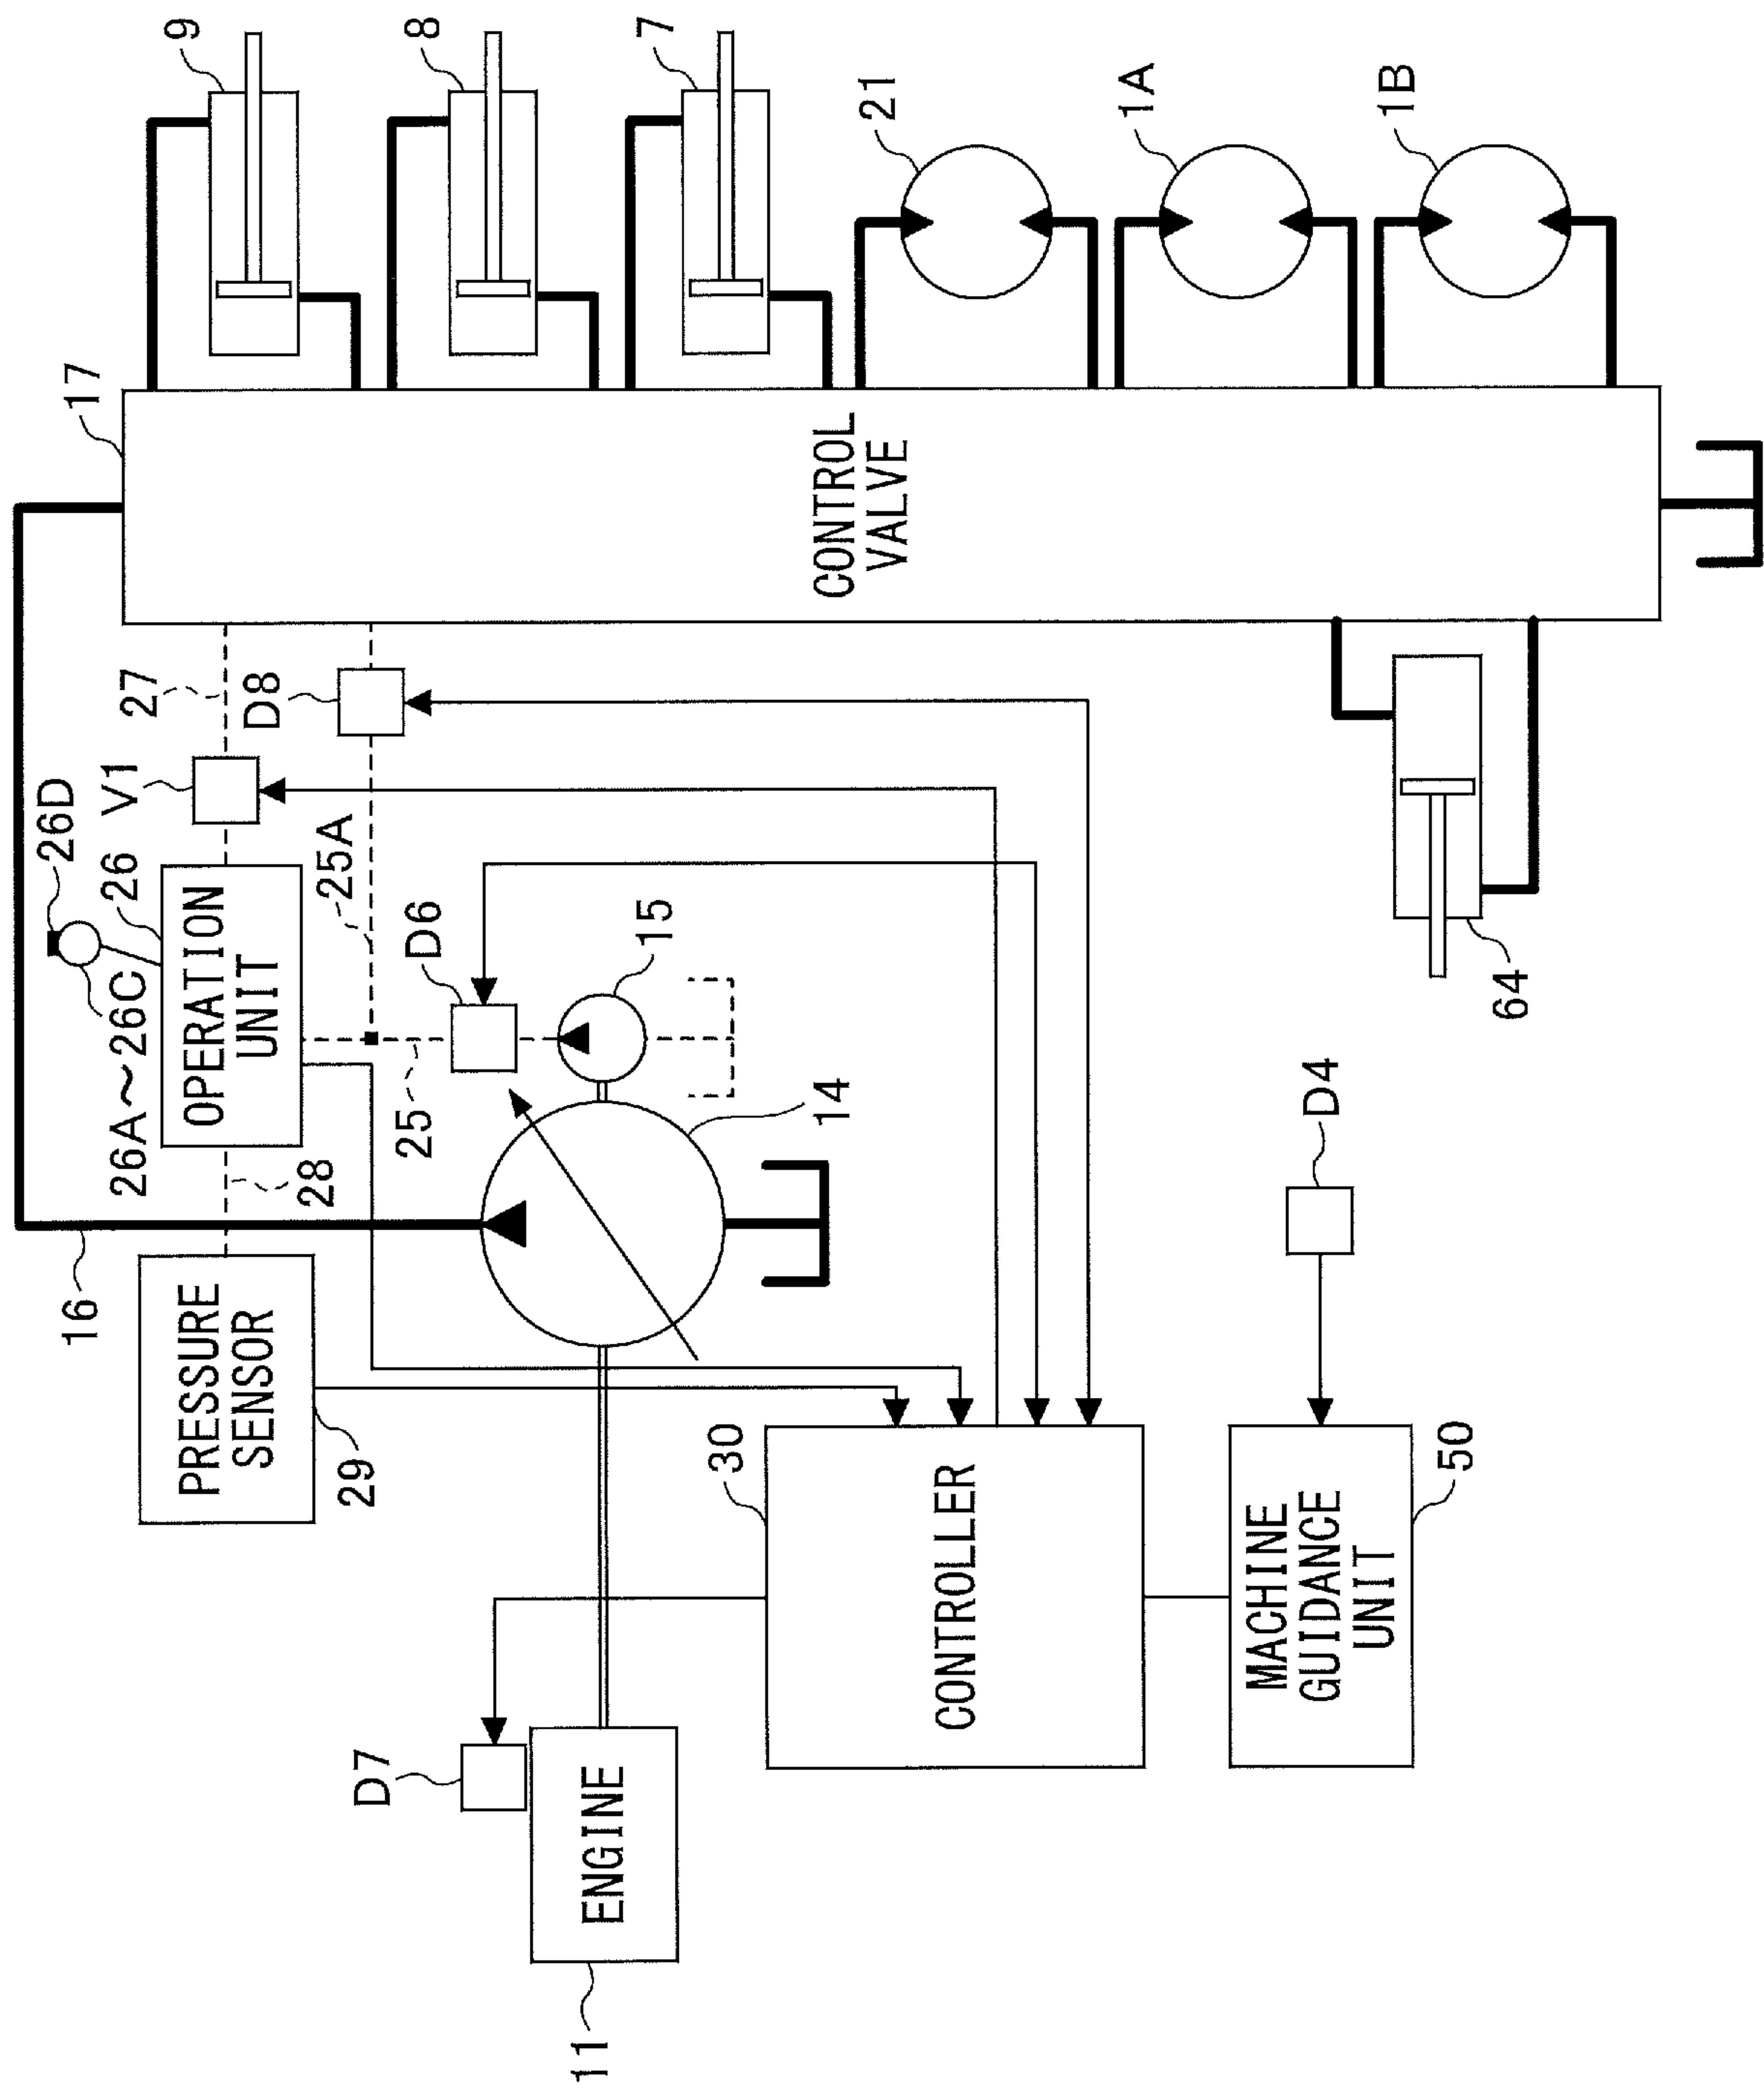 11
ENGINE
D7
PRESSURE
SENSOR
29
16
28
26A~26C
26D
26
OPERATION
UNIT
V1
27
D8
25A
25
D6
15
14
30
CONTROLLER
MACHINE
GUIDANCE
UNIT
50
D4
64
17
CONTROL
VALVE
9
8
7
21
1A
1B